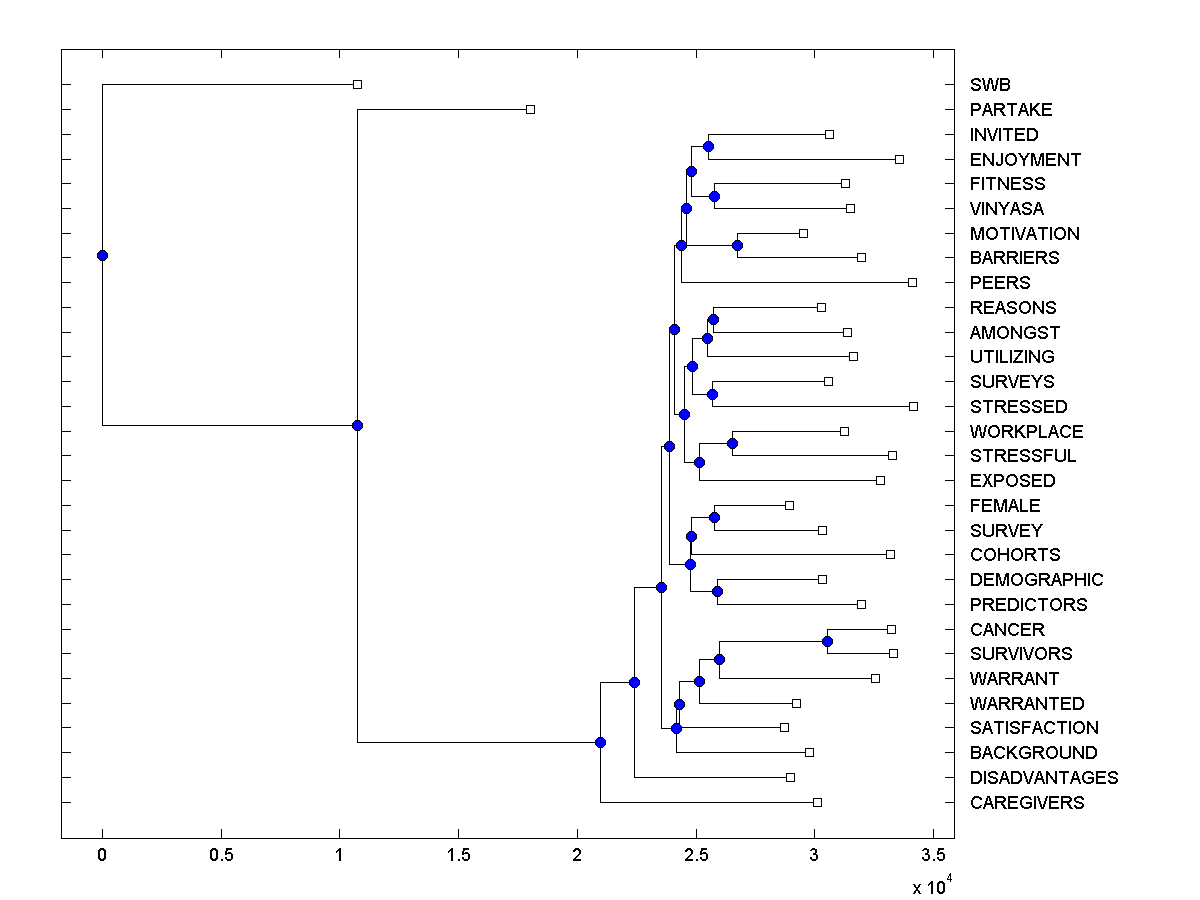 SWB
PARTAKE
INVITED
ENJOYMENT
FITNESS
VINYASA
MOTIVATION
BARRIERS
PEERS
REASONS
AMONGST
UTILIZING
SURVEYS
STRESSED
WORKPLACE
STRESSFUL
EXPOSED
FEMALE
SURVEY
COHORTS
DEMOGRAPHIC
PREDICTORS
CANCER
SURVIVORS
WARRANT
WARRANTED
SATISFACTION
BACKGROUND
DISADVANTAGES
CAREGIVERS
0 0.5 1 1.5 2 2.5 3 3.5
x 10^4